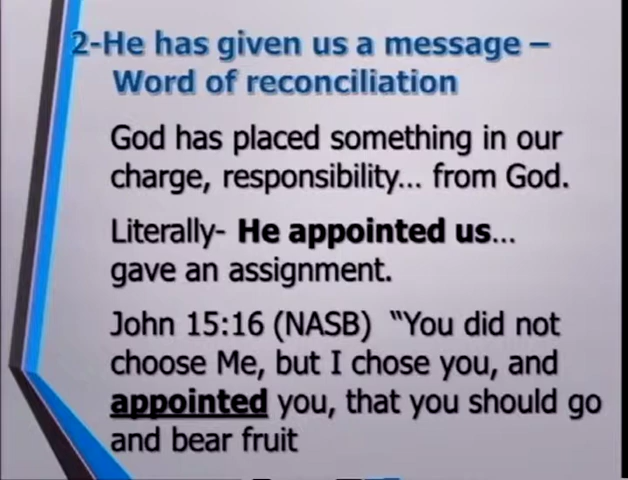 2-He has given us a message –
Word of reconciliation
God has placed something in our
charge, responsibility... from God.
Literally- He appointed us...
gave an assignment.
John 15:16 (NASB) “You did not
choose Me, but I chose you, and
appointed you, that you should go
and bear fruit